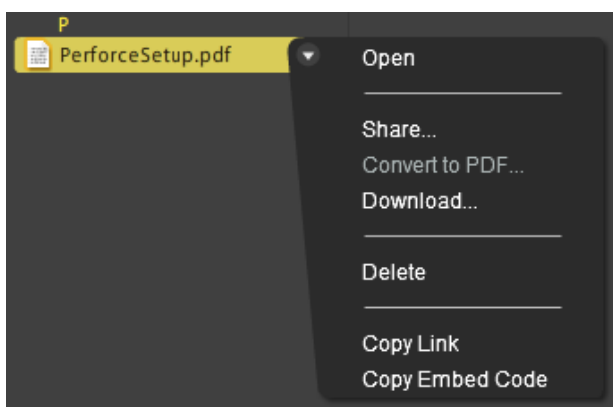 P
PerforceSetup.pdf
Open
Share...
Convert to PDF...
Download...
Delete
Copy Link
Copy Embed Code